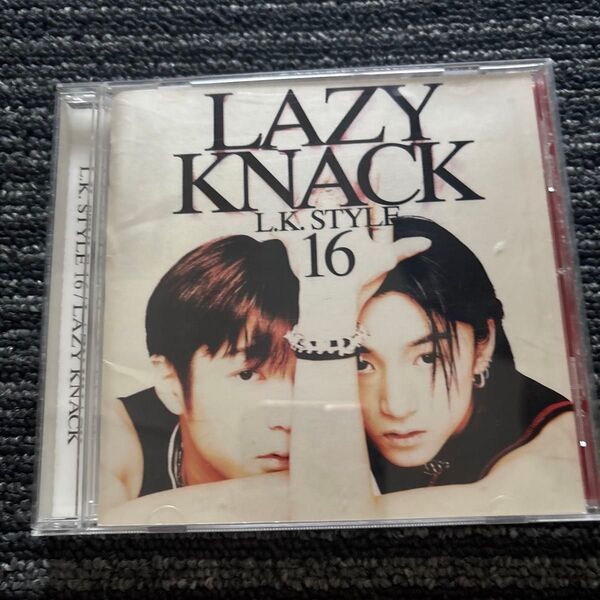 LAZY
KNACK
L.K. STYLE
16
L.K. STYLE 16 / LAZY KNACK